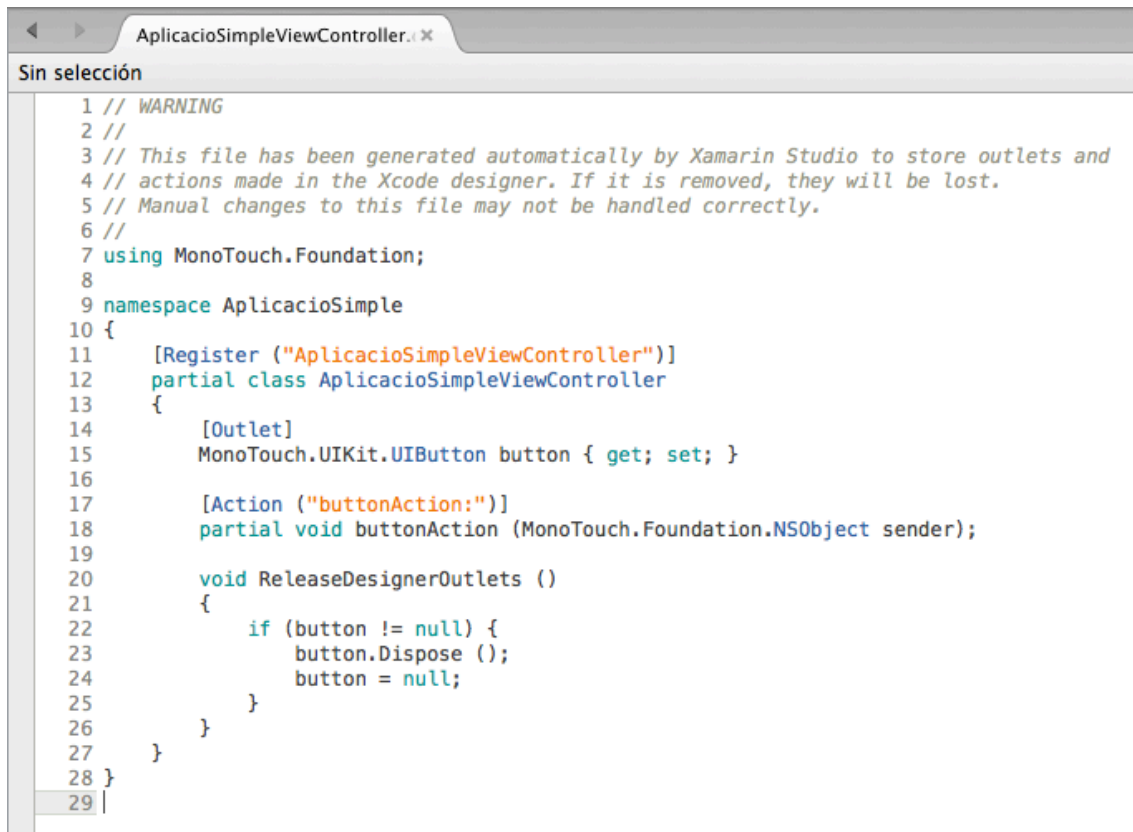 AplicacioSimpleViewController.
Sin selección
1 // WARNING
2 //
3 // This file has been generated automatically by Xamarin Studio to store outlets and
4 // actions made in the Xcode designer. If it is removed, they will be lost.
5 // Manual changes to this file may not be handled correctly.
6 //
7 using MonoTouch.Foundation;
8
9 namespace AplicacioSimple
10 {
11     [Register ("AplicacioSimpleViewController")]
12     partial class AplicacioSimpleViewController
13     {
14         [Outlet]
15         MonoTouch.UIKit.UIButton button { get; set; }
16
17         [Action ("buttonAction:")]
18         partial void buttonAction (MonoTouch.Foundation.NSObject sender);
19
20         void ReleaseDesignerOutlets ()
21         {
22             if (button != null) {
23                 button.Dispose ();
24                 button = null;
25             }
26         }
27     }
28 }
29